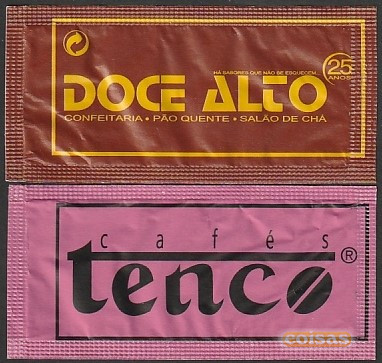 HÁ SABORES QUE NÃO SE ESQUECEM...
25
ANOS
DOCE ALTO
CONFEITARIA • PÃO QUENTE • SALÃO DE CHÁ
cafés
tenco®
coisas